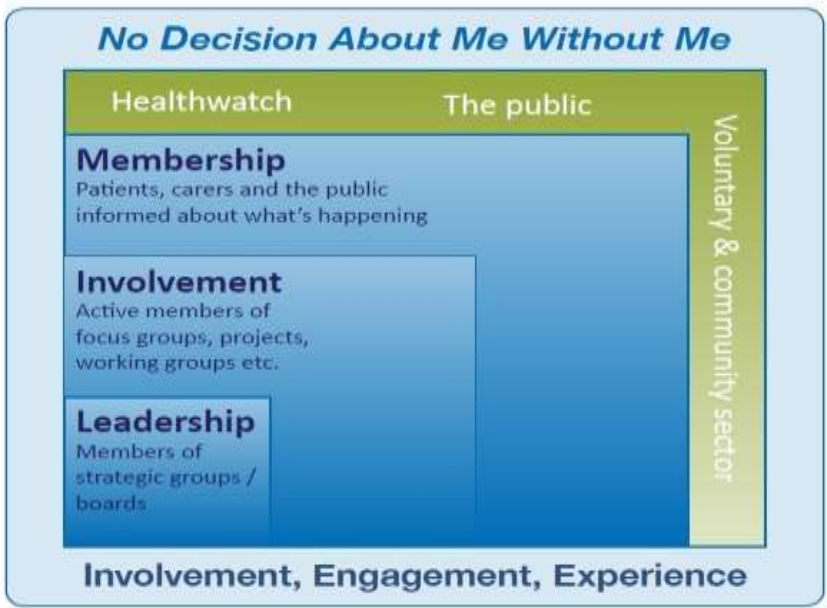 No Decision About Me Without Me
Healthwatch
The public
Voluntary & community sector
Membership
Patients, carers and the public
informed about what's happening
Involvement
Active members of
focus groups, projects,
working groups etc.
Leadership
Members of
strategic groups /
boards
Involvement, Engagement, Experience